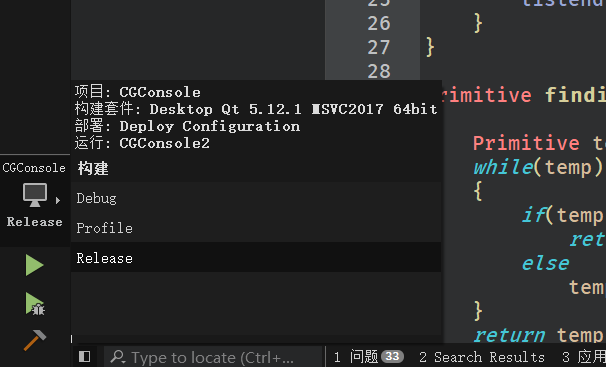 25
26 }
27 }
28
项目: CGConsole
构建套件: Desktop Qt 5.12.1 MSVC2017 64bit
部署: Deploy Configuration
运行: CGConsole2
构建
Debug
Profile
Release
CGConsole
Release
rimitive findi
Primitive te
while(temp)
{
if(temp
ret
else
tem
}
return temp
Type to locate (Ctrl+...
1 问题 33
2 Search Results
3 应用